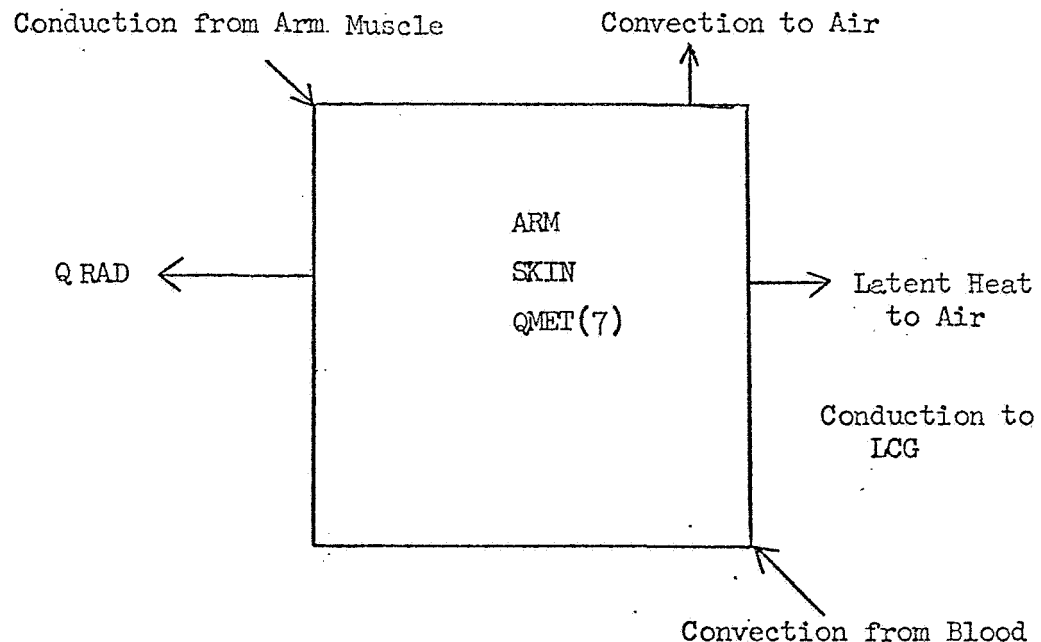 Conduction from Arm Muscle
Convection to Air
ARM
SKIN
QMET(7)
Q RAD
Latent Heat
to Air
Conduction to
LCG
Convection from Blood